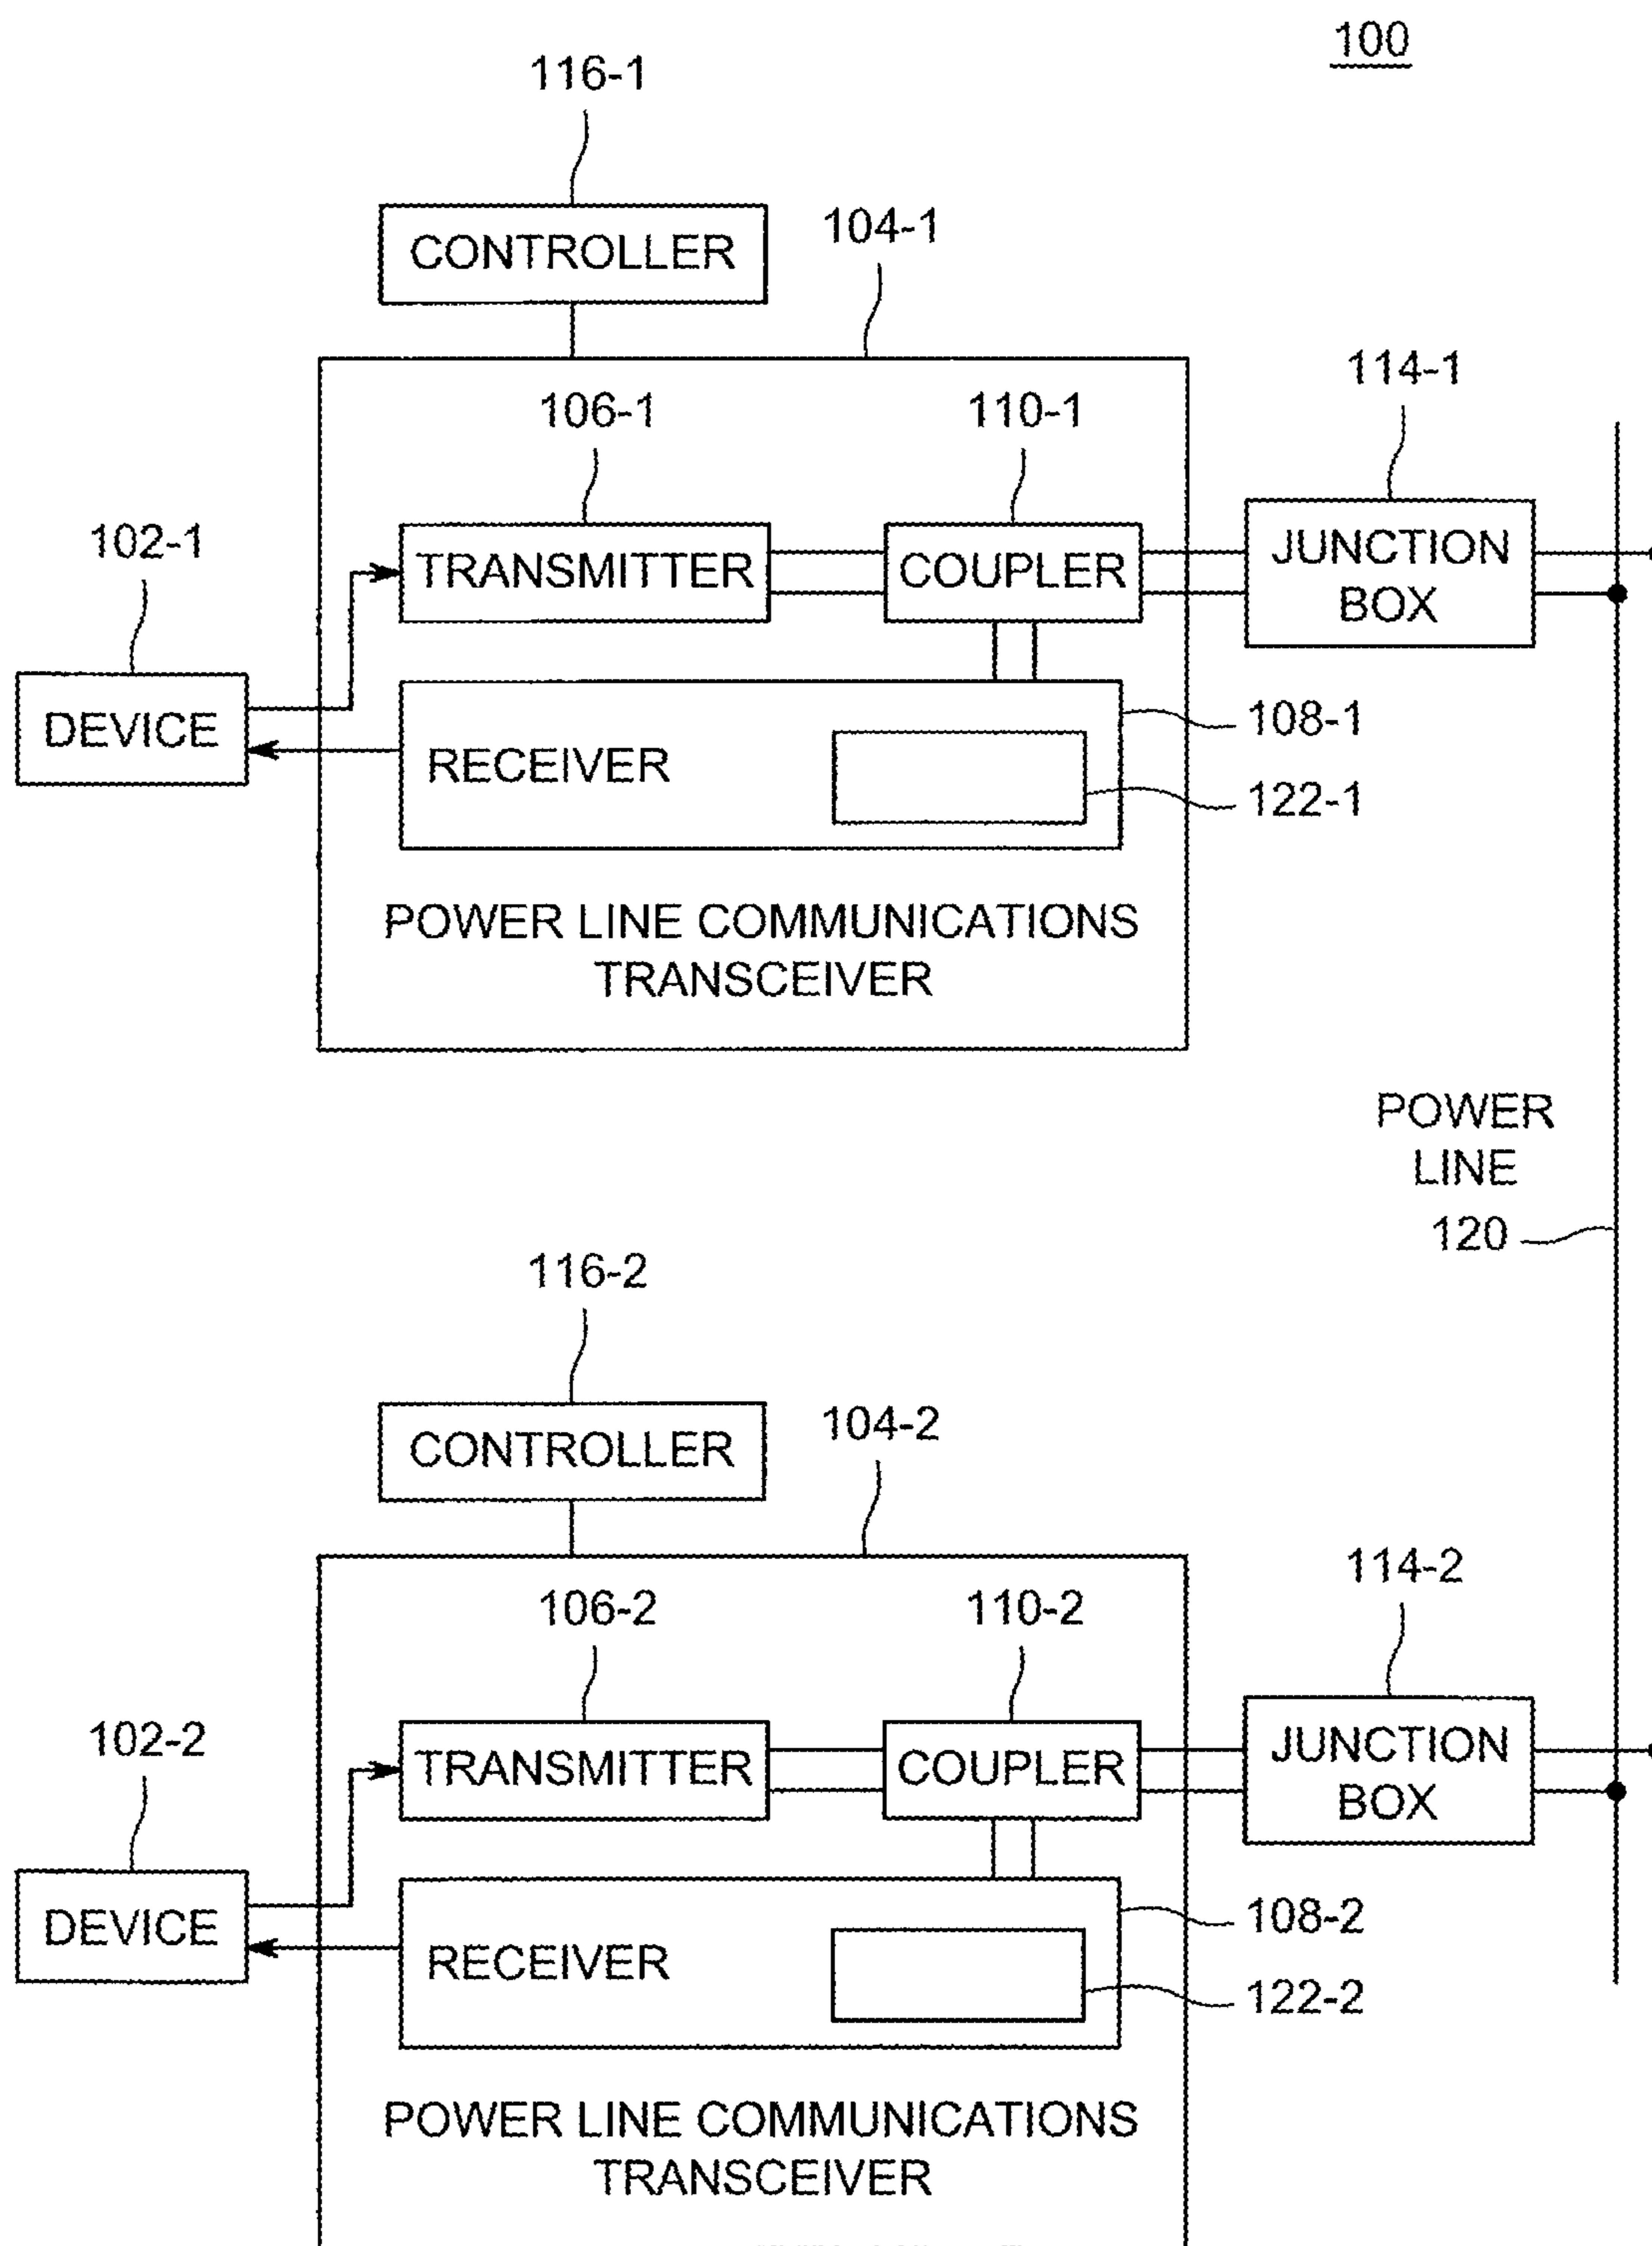 100
116-1
CONTROLLER
104-1
114-1
106-1
110-1
102-1
TRANSMITTER
COUPLER
JUNCTION
BOX
DEVICE
RECEIVER
108-1
122-1
POWER LINE COMMUNICATIONS
TRANSCEIVER
POWER
LINE
120
116-2
CONTROLLER
104-2
114-2
106-2
110-2
102-2
TRANSMITTER
COUPLER
JUNCTION
BOX
DEVICE
RECEIVER
108-2
122-2
POWER LINE COMMUNICATIONS
TRANSCEIVER